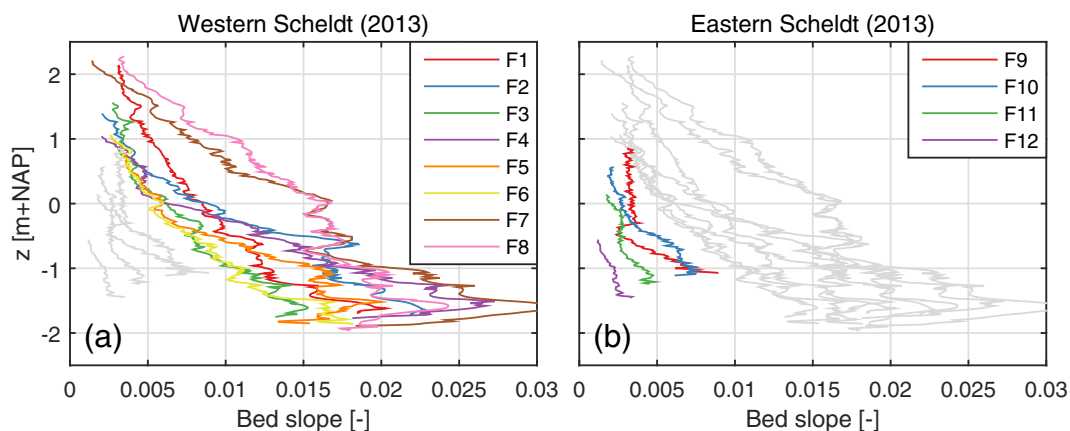 Western Scheldt (2013)
z [m+NAP]
2
1
0
-1
-2
F1
F2
F3
F4
F5
F6
F7
F8
(a)
0
0.005
0.01
0.015
0.02
0.025
0.03
Bed slope [-]
Eastern Scheldt (2013)
F9
F10
F11
F12
(b)
0
0.005
0.01
0.015
0.02
0.025
0.03
Bed slope [-]